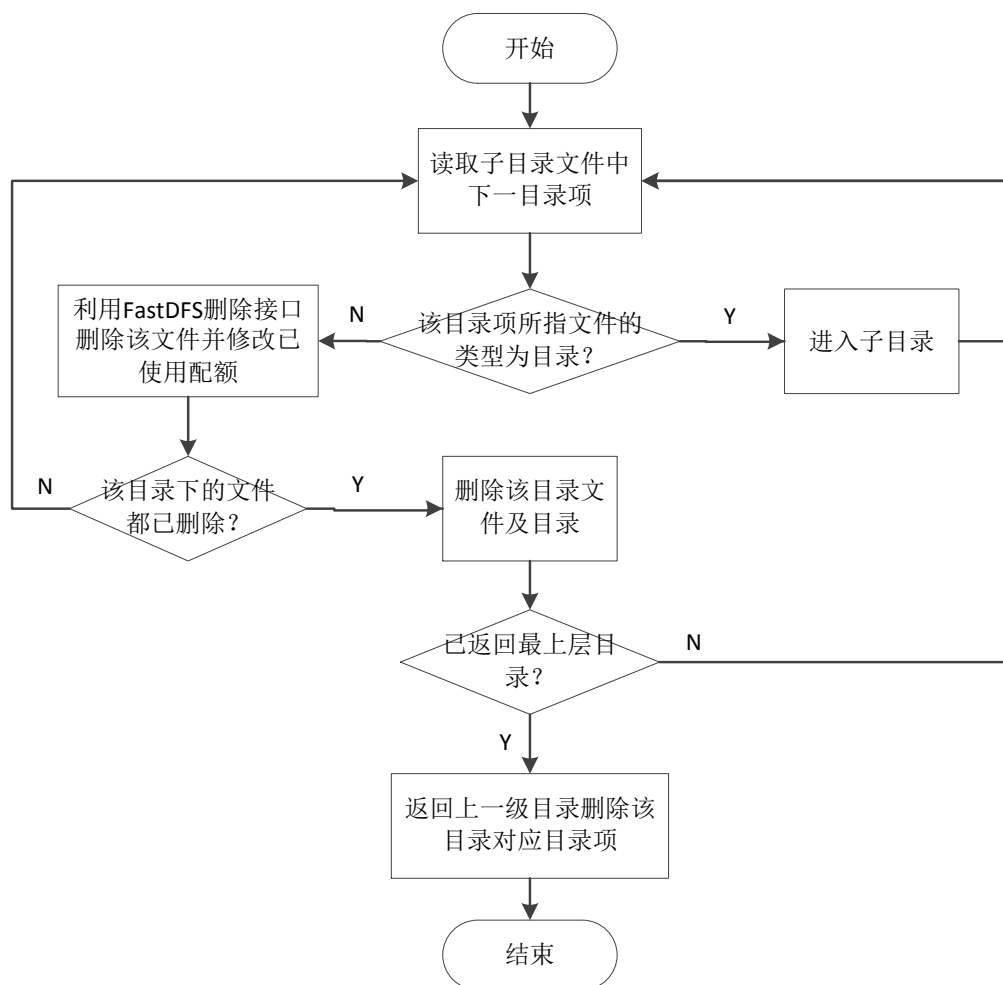 开始
读取子目录文件中
下一目录项
该目录项所指文件的
类型为目录？
N
Y
利用FastDFS删除接口
删除该文件并修改已
使用配额
进入子目录
该目录下的文件
都已删除？
N
Y
删除该目录文
件及目录
已返回最上层目
录？
N
Y
返回上一级目录删除该
目录对应目录项
结束